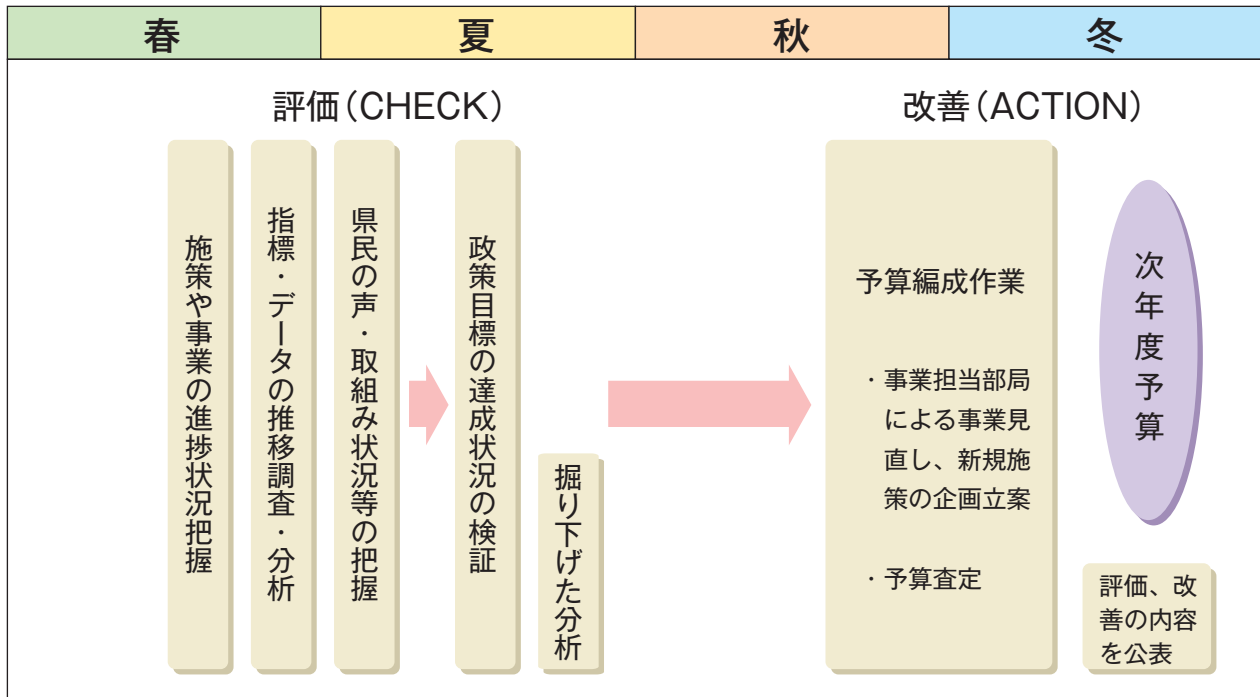 春
夏
秋
冬
評価(CHECK)
改善(ACTION)
施策や事業の進捗状況把握
指標・データの推移調査・分析
県民の声・取組み状況等の把握
政策目標の達成状況の検証
掘り下げた分析
予算編成作業
・事業担当部局
による事業見
直し、新規施
策の企画立案
・予算査定
次年度予算
評価、改
善の内容
を公表